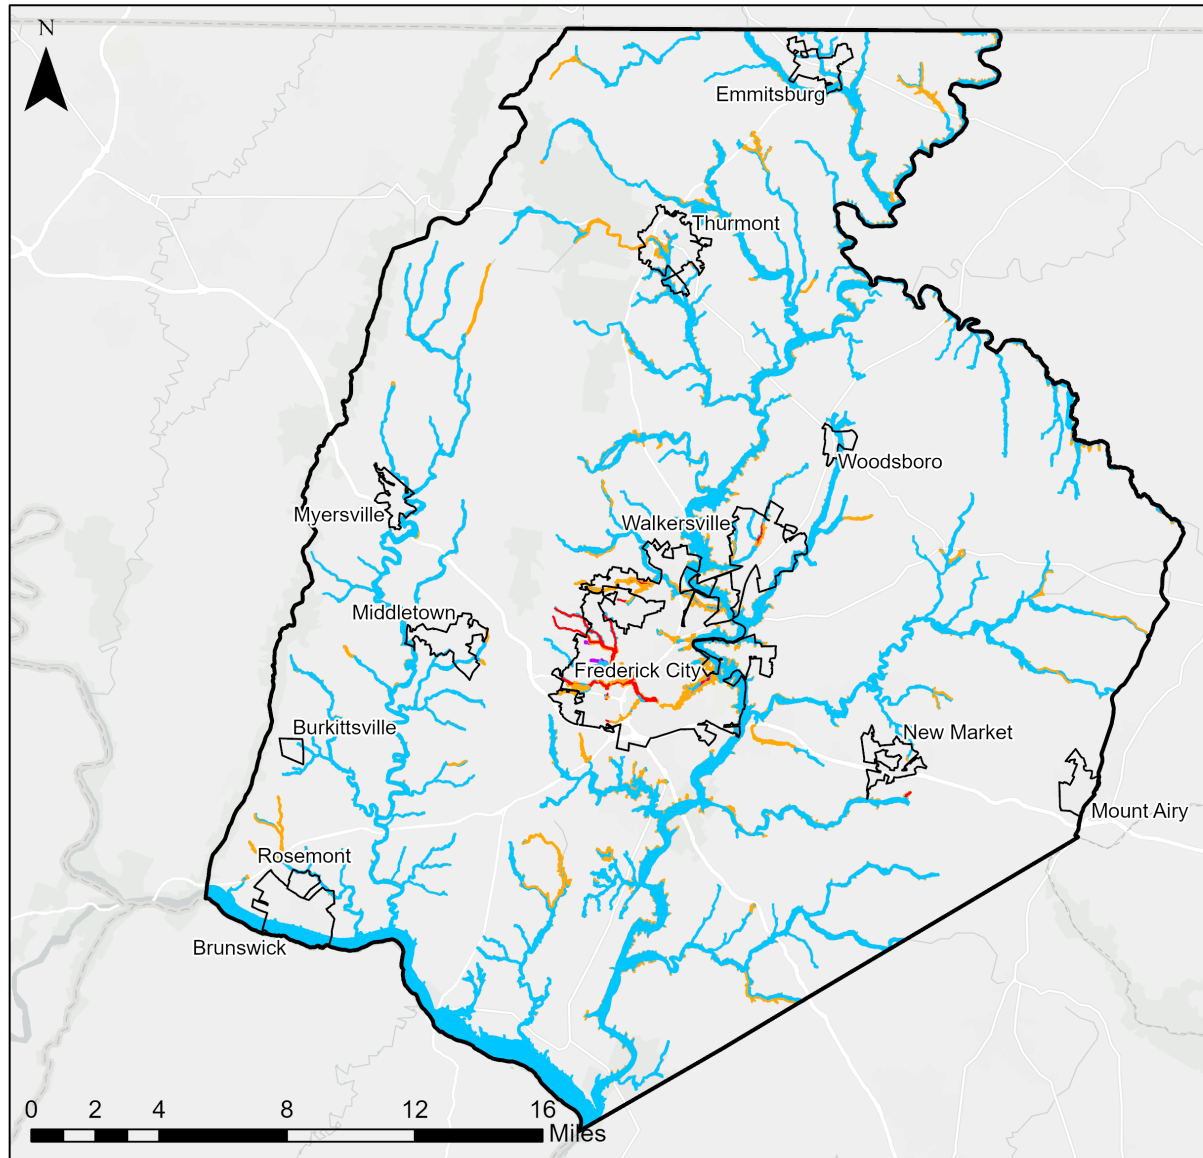 N
Emmitsburg
Thurmont
Woodsboro
Myersville
Walkersville
Middletown
Frederick City
Burkittsville
New Market
Mount Airy
Rosemont
Brunswick
0 2 4 8 12 16
Miles